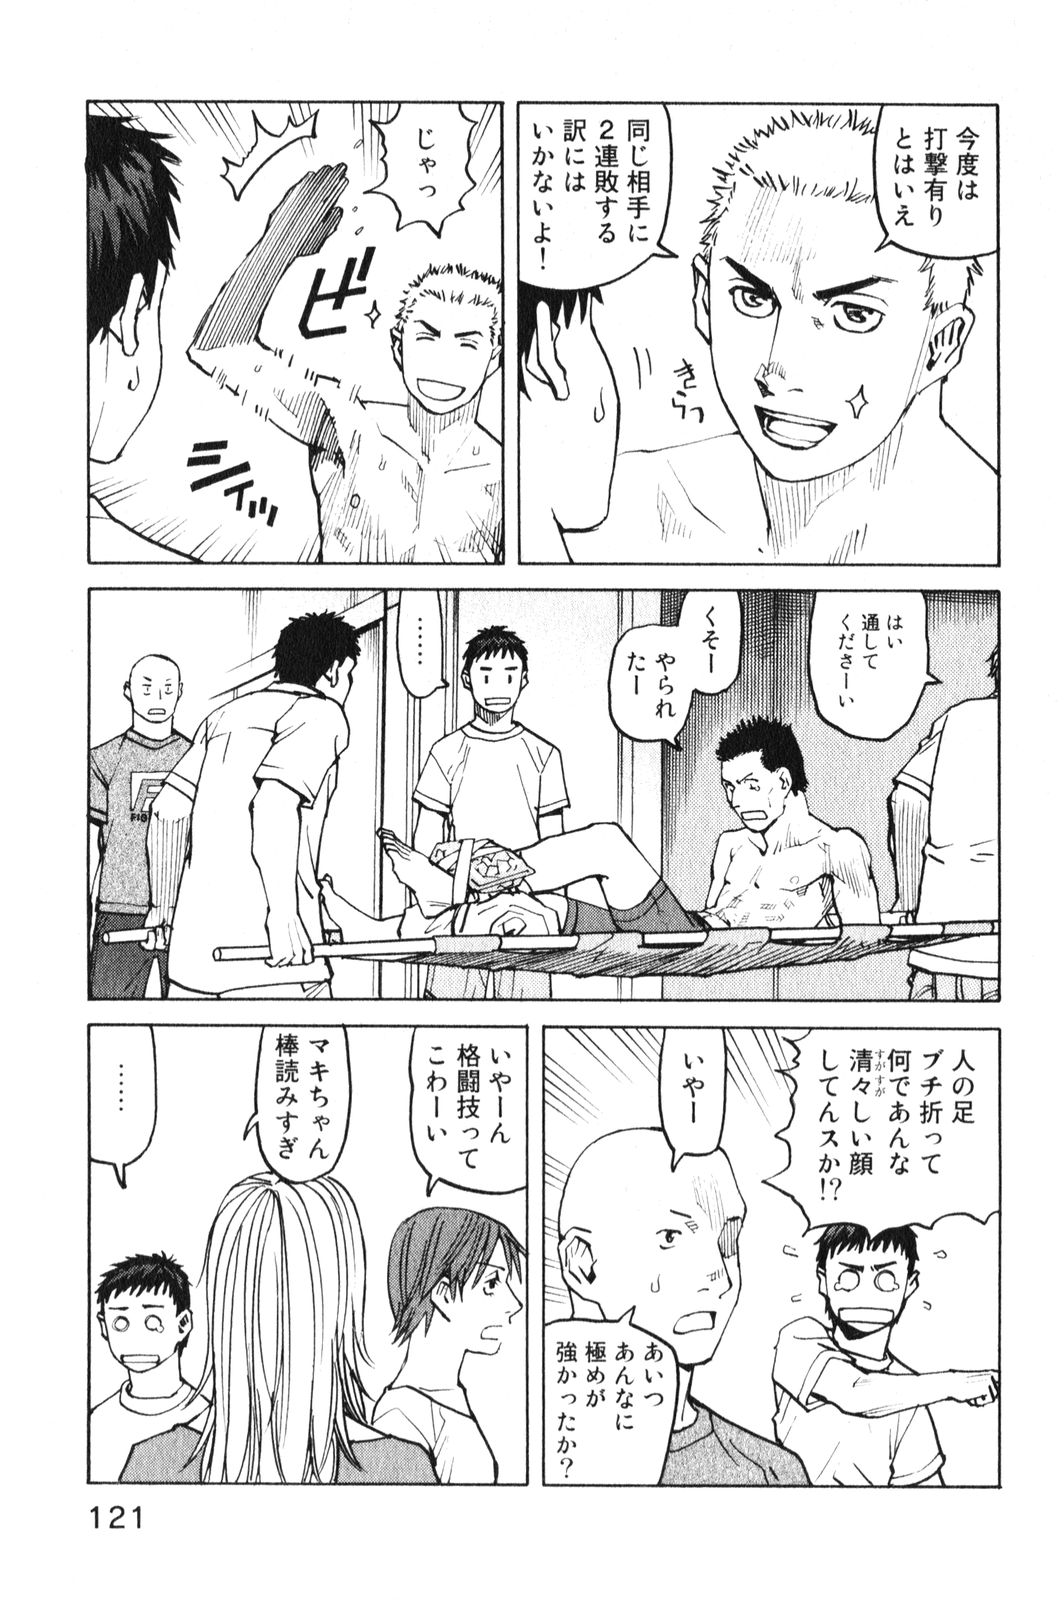 今度は
打撃有り
とはいえ
同じ相手に
2連敗する
訳には
いかないよ!
きらっ
じゃっ
ビッ
シィッ
はい
通して
くださーい
くそー
やられ
たー
……
FIG
人の足
ブチ折って
何であんな
清々しい顔
すがすが
してんスか!?
いやー
あいつ
あんなに
極めが
強かったか?
いやーん
格闘技って
こわーい
マキちゃん
棒読みすぎ
……
121